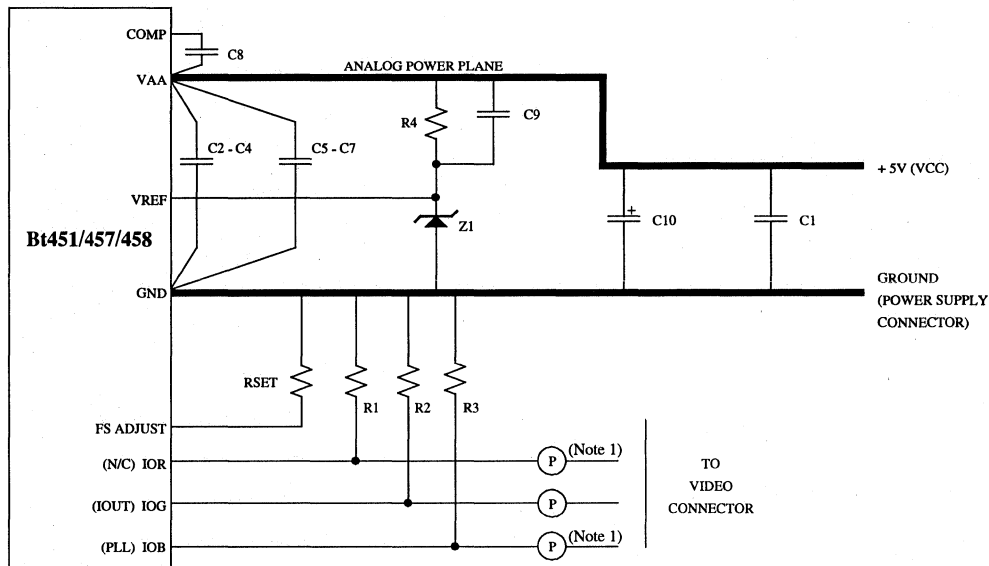 COMP
C8
ANALOG POWER PLANE
VAA
R4
C9
C2 - C4
C5 - C7
+ 5V (VCC)
VREF
+
C10
C1
Z1
Bt451/457/458
GND
GROUND
(POWER SUPPLY
CONNECTOR)
RSET
R1
R2
R3
FS ADJUST
(N/C) IOR
P
(Note 1)
TO
VIDEO
CONNECTOR
(IOUT) IOG
P
(PLL) IOB
P
(Note 1)